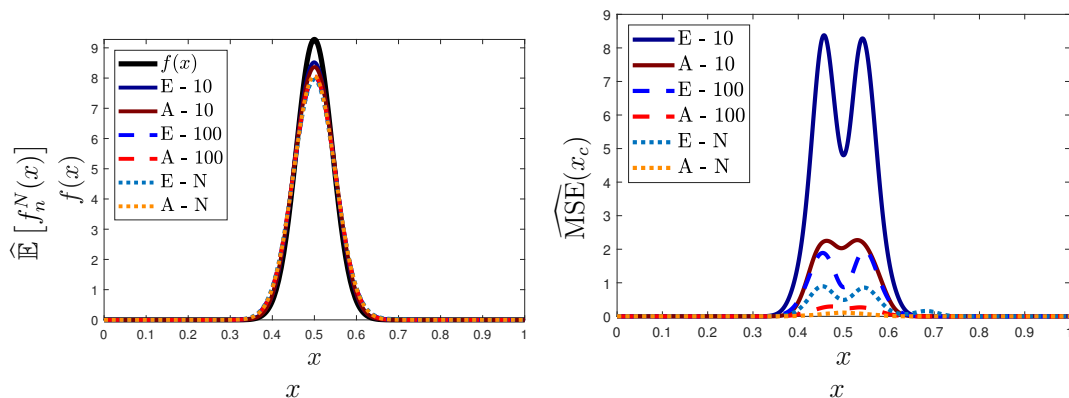 9
8
7
6
5
4
3
2
1
0
0 0.1 0.2 0.3 0.4 0.5 0.6 0.7 0.8 0.9 1
x
x
𝔼̂ [f_n^N(x)]
f(x)
f(x)
E - 10
A - 10
E - 100
A - 100
E - N
A - N
9
8
7
6
5
4
3
2
1
0
0 0.1 0.2 0.3 0.4 0.5 0.6 0.7 0.8 0.9 1
x
x
M̂SE(x_c)
E - 10
A - 10
E - 100
A - 100
E - N
A - N